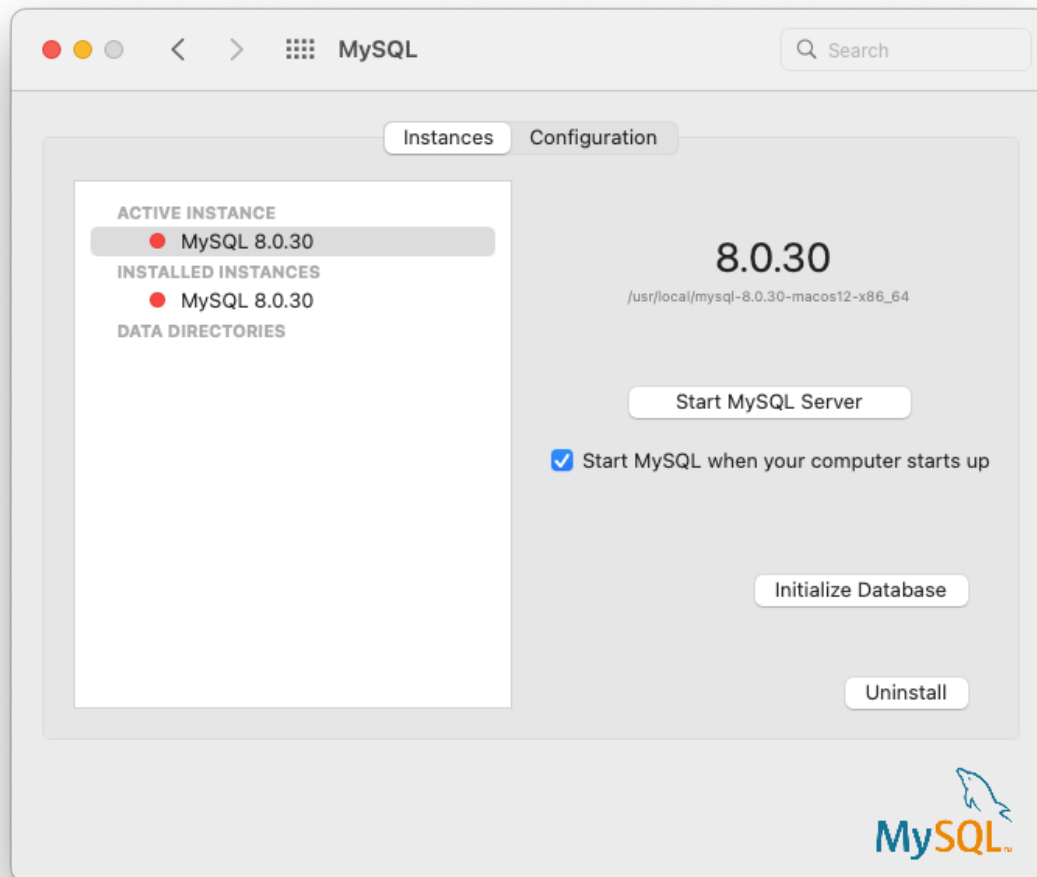 MySQL
Search
Instances
Configuration
ACTIVE INSTANCE
MySQL 8.0.30
INSTALLED INSTANCES
MySQL 8.0.30
DATA DIRECTORIES
8.0.30
/usr/local/mysql-8.0.30-macos12-x86_64
Start MySQL Server
Start MySQL when your computer starts up
Initialize Database
Uninstall
MySQL™